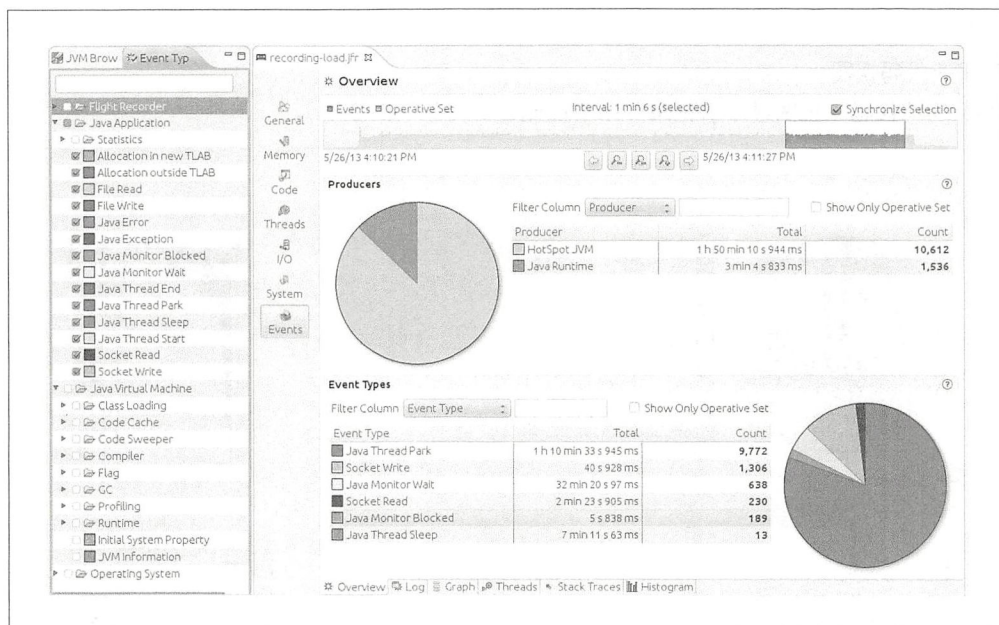 JVM Brow Event Typ
Flight Recorder
Java Application
Statistics
Allocation in new TLAB
Allocation outside TLAB
File Read
File Write
Java Error
Java Exception
Java Monitor Blocked
Java Monitor Wait
Java Thread End
Java Thread Park
Java Thread Sleep
Java Thread Start
Socket Read
Socket Write
Java Virtual Machine
Class Loading
Code Cache
Code Sweeper
Compiler
Flag
GC
Profiling
Runtime
Initial System Property
JVM Information
Operating System
recording-load.jfr
General
Memory
Code
Threads
I/O
System
Events
Overview
Events Operative Set Interval: 1 min 6 s (selected) Synchronize Selection
5/26/13 4:10:21 PM 5/26/13 4:11:27 PM
Producers
Filter Column Producer Show Only Operative Set
Producer Total Count
HotSpot JVM 1 h 50 min 10 s 944 ms 10,612
Java Runtime 3 min 4 s 833 ms 1,536
Event Types
Filter Column Event Type Show Only Operative Set
Event Type Total Count
Java Thread Park 1 h 10 min 33 s 945 ms 9,772
Socket Write 40 s 928 ms 1,306
Java Monitor Wait 32 min 20 s 97 ms 638
Socket Read 2 min 23 s 905 ms 230
Java Monitor Blocked 5 s 838 ms 189
Java Thread Sleep 7 min 11 s 63 ms 13
Overview Log Graph Threads Stack Traces Histogram